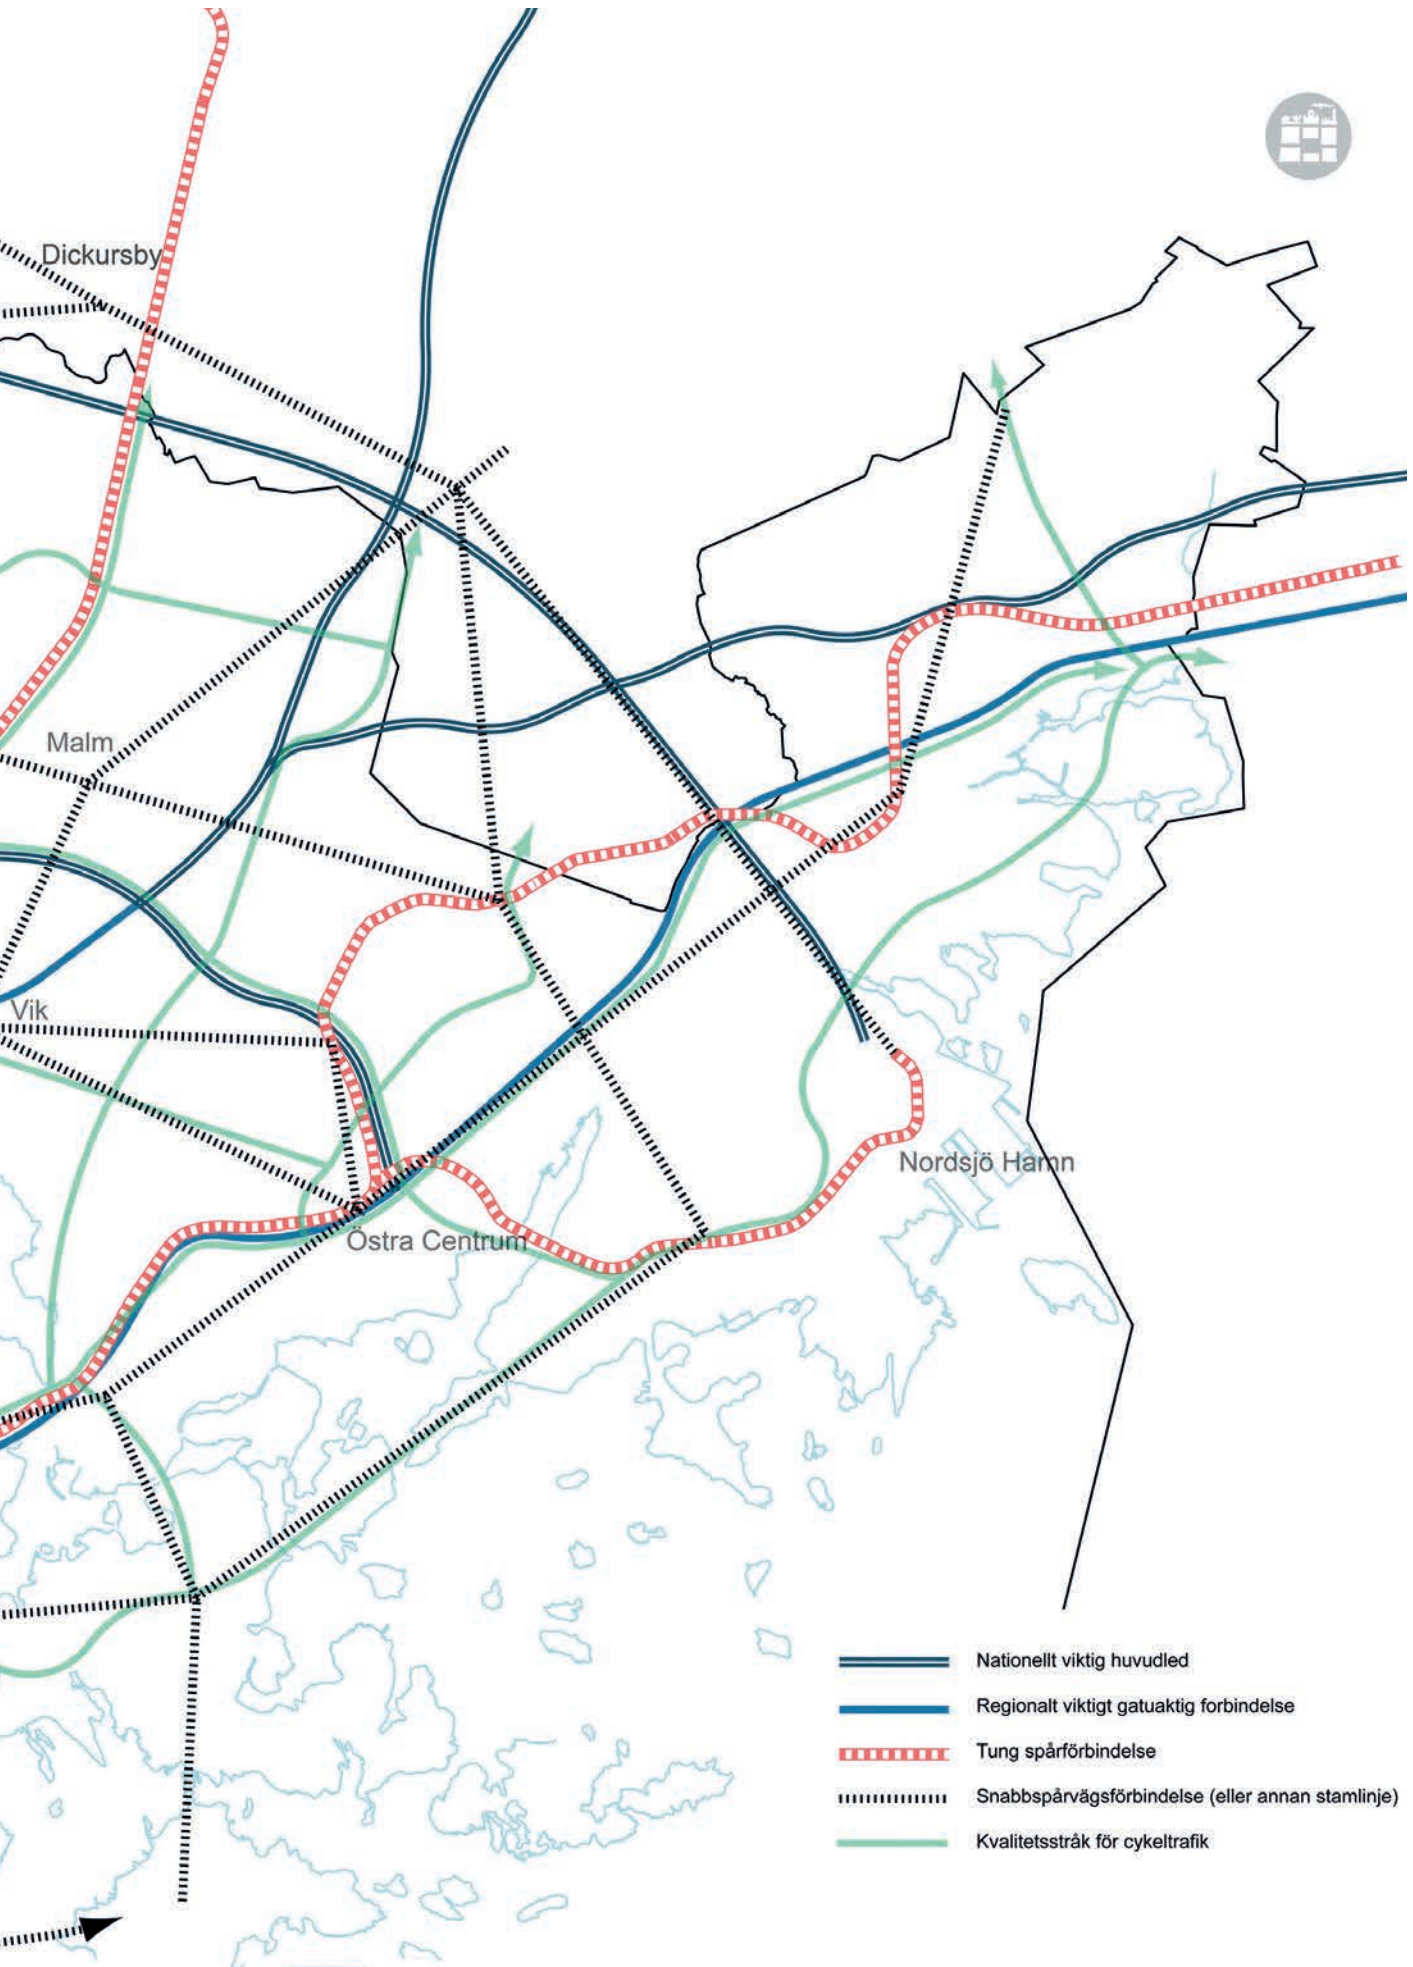 Dickursby
Malm
Vik
Nordsjö Hamn
Östra Centrum
Nationellt viktig huvudled
Regionalt viktigt gatuaktig forbindelse
Tung spårförbindelse
Snabbspårvägsförbindelse (eller annan stamlinje)
Kvalitetsstråk för cykeltrafik